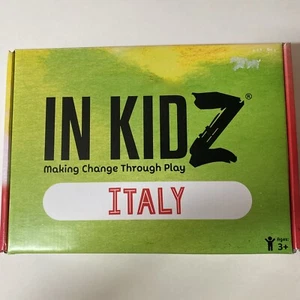 IN KIDZ®
Making Change Through Play
ITALY
Ages:
3+